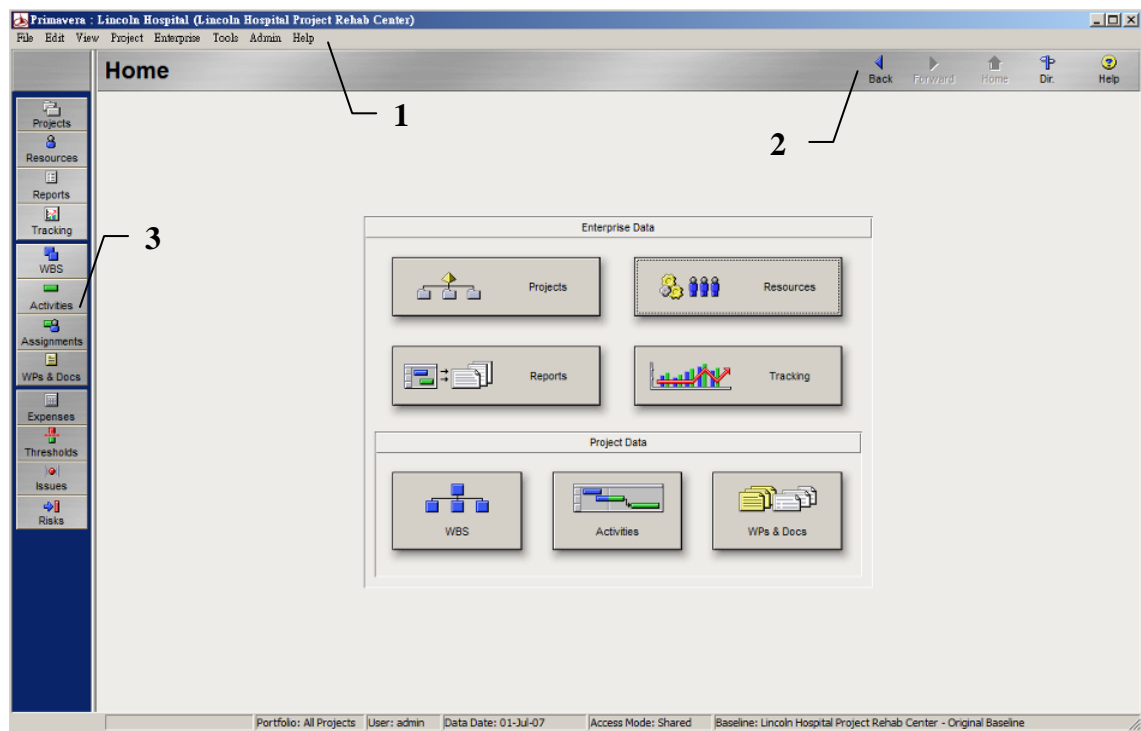 Primavera : Lincoln Hospital (Lincoln Hospital Project Rehab Center)
File Edit View Project Enterprise Tools Admin Help
Home
Back Forward Home Dir. Help
1
2
3
Projects
Resources
Reports
Tracking
WBS
Activities
Assignments
WPs & Docs
Expenses
Thresholds
Issues
Risks
Enterprise Data
Projects Resources
Reports Tracking
Project Data
WBS Activities WPs & Docs
Portfolio: All Projects User: admin Data Date: 01-Jul-07 Access Mode: Shared Baseline: Lincoln Hospital Project Rehab Center - Original Baseline